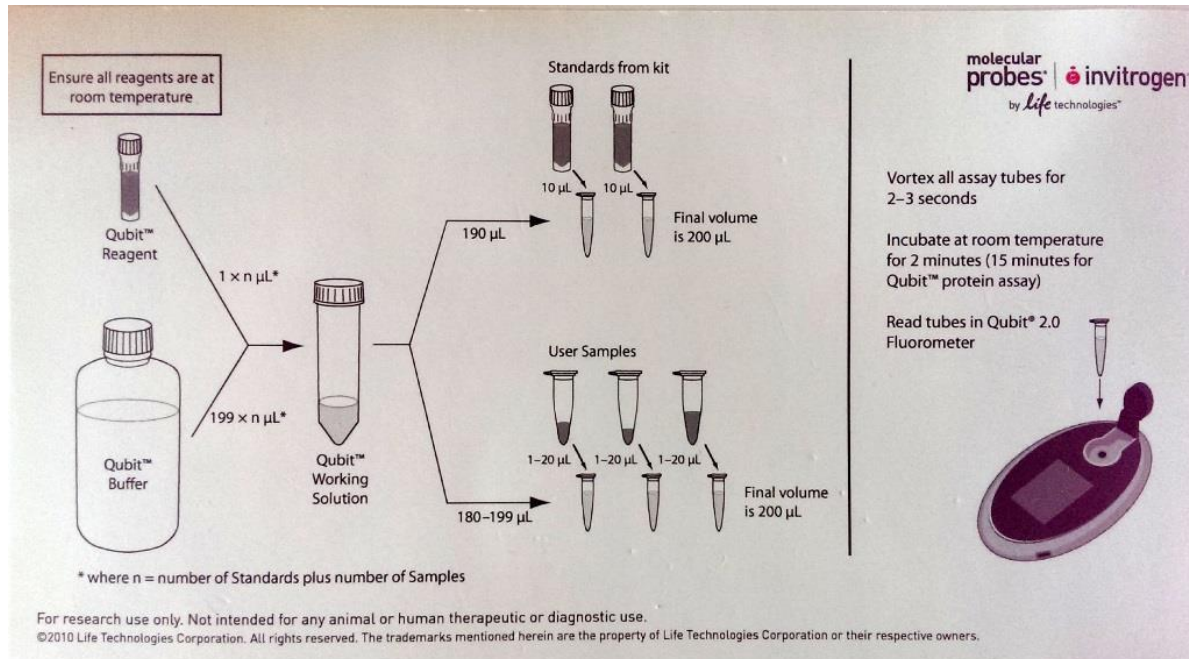 Ensure all reagents are at
room temperature
Qubit™
Reagent
1 × n µL*
199 × n µL*
Qubit™
Buffer
Qubit™
Working
Solution
* where n = number of Standards plus number of Samples
Standards from kit
10 µL
10 µL
190 µL
Final volume
is 200 µL
User Samples
1–20 µL
1–20 µL
1–20 µL
180–199 µL
Final volume
is 200 µL
molecular
probes®
invitrogen™
by life technologies™
Vortex all assay tubes for
2–3 seconds
Incubate at room temperature
for 2 minutes (15 minutes for
Qubit™ protein assay)
Read tubes in Qubit® 2.0
Fluorometer
For research use only. Not intended for any animal or human therapeutic or diagnostic use.
©2010 Life Technologies Corporation. All rights reserved. The trademarks mentioned herein are the property of Life Technologies Corporation or their respective owners.